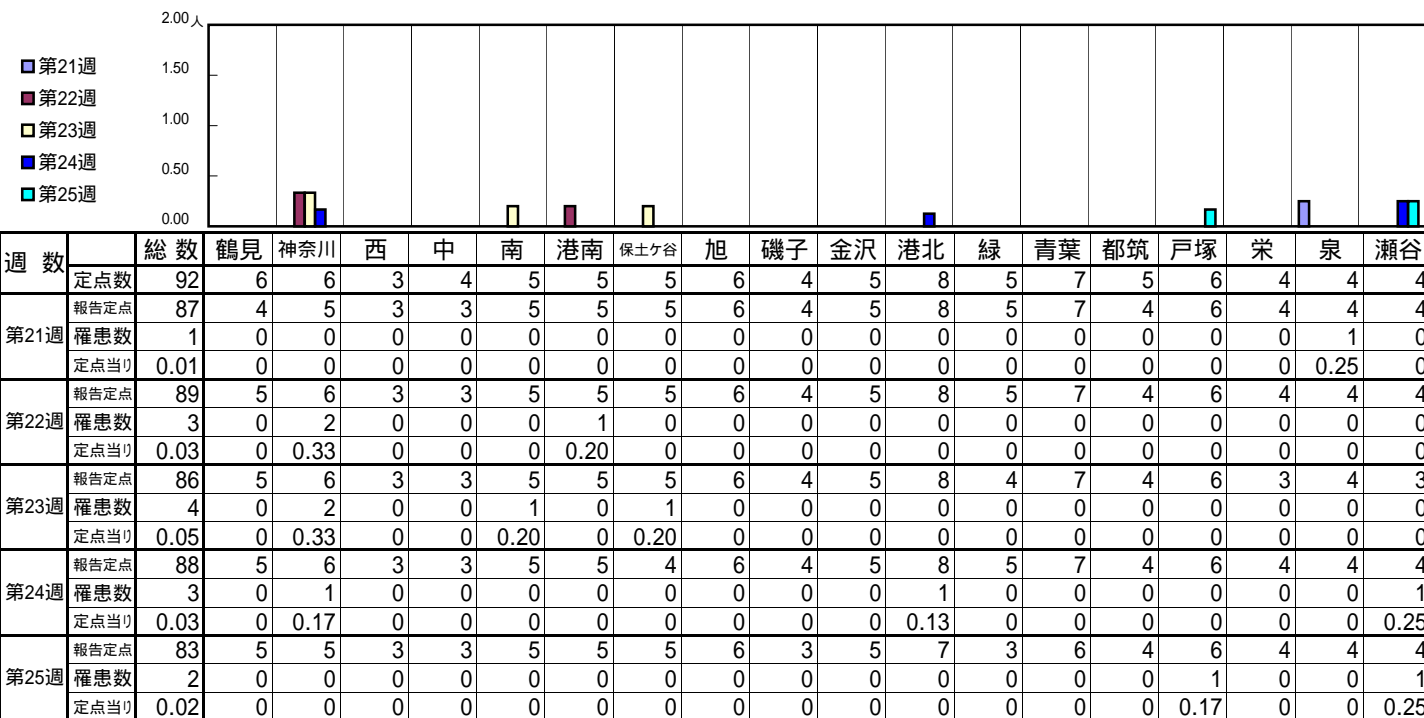 2.00人
1.50
1.00
0.50
0.00
第21週
第22週
第23週
第24週
第25週
週 数 総 数 鶴見 神奈川 西 中 南 港南 保土ケ谷 旭 磯子 金沢 港北 緑 青葉 都筑 戸塚 栄 泉 瀬谷
定点数 92 6 6 3 4 5 5 5 6 4 5 8 5 7 5 6 4 4 4
第21週 報告定点 87 4 5 3 3 5 5 5 6 4 5 8 5 7 4 6 4 4 4
罹患数 1 0 0 0 0 0 0 0 0 0 0 0 0 0 0 0 0 1 0
定点当り 0.01 0 0 0 0 0 0 0 0 0 0 0 0 0 0 0 0 0.25 0
第22週 報告定点 89 5 6 3 3 5 5 5 6 4 5 8 5 7 4 6 4 4 4
罹患数 3 0 2 0 0 0 1 0 0 0 0 0 0 0 0 0 0 0 0
定点当り 0.03 0 0.33 0 0 0 0.20 0 0 0 0 0 0 0 0 0 0 0 0
第23週 報告定点 86 5 6 3 3 5 5 5 6 4 5 8 4 7 4 6 3 4 3
罹患数 4 0 2 0 0 1 0 1 0 0 0 0 0 0 0 0 0 0 0
定点当り 0.05 0 0.33 0 0 0.20 0 0.20 0 0 0 0 0 0 0 0 0 0 0
第24週 報告定点 88 5 6 3 3 5 5 4 6 4 5 8 5 7 4 6 4 4 4
罹患数 3 0 1 0 0 0 0 0 0 0 0 1 0 0 0 0 0 0 1
定点当り 0.03 0 0.17 0 0 0 0 0 0 0 0 0.13 0 0 0 0 0 0 0.25
第25週 報告定点 83 5 5 3 3 5 5 5 6 3 5 7 3 6 4 6 4 4 4
罹患数 2 0 0 0 0 0 0 0 0 0 0 0 0 0 0 1 0 0 1
定点当り 0.02 0 0 0 0 0 0 0 0 0 0 0 0 0 0 0.17 0 0 0.25